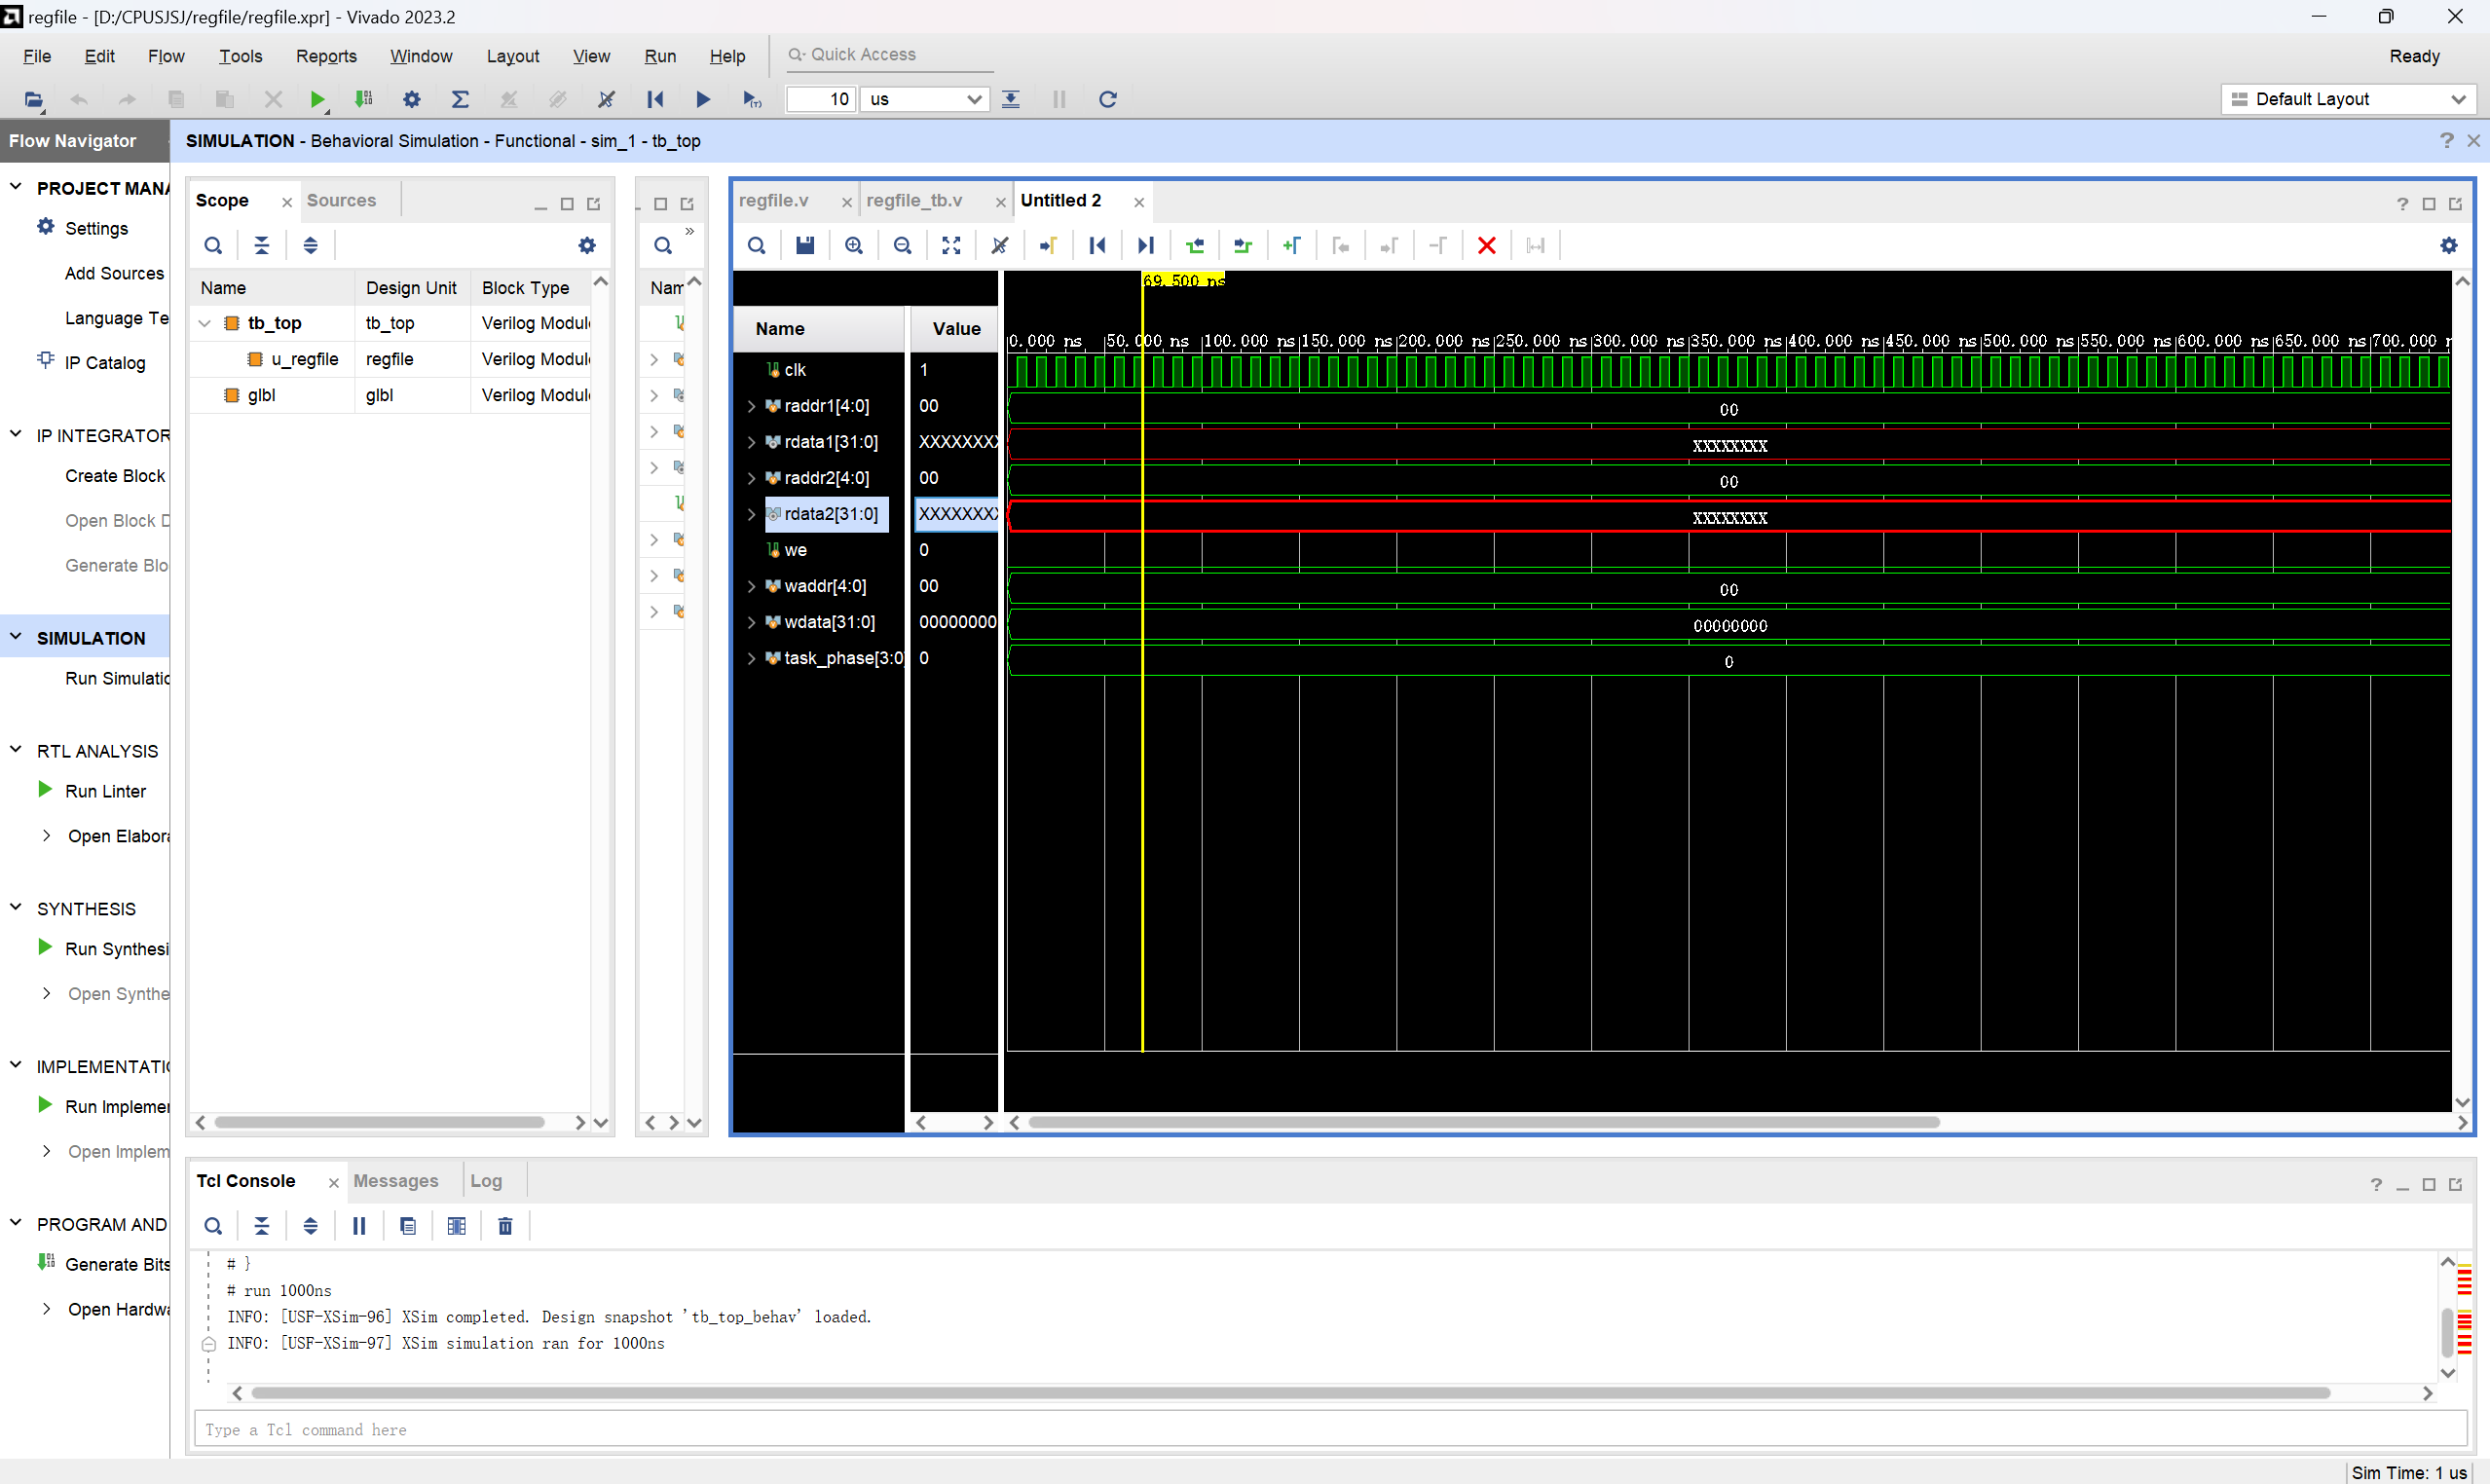 regfile - [D:/CPUSJSJ/regfile/regfile.xpr] - Vivado 2023.2
File Edit Flow Tools Reports Window Layout View Run Help Quick Access Ready
10 us Default Layout
Flow Navigator
SIMULATION - Behavioral Simulation - Functional - sim_1 - tb_top
PROJECT MANA
Settings
Add Sources
Language Te
IP Catalog
IP INTEGRATOR
Create Block
Open Block D
Generate Blo
SIMULATION
Run Simulatio
RTL ANALYSIS
Run Linter
Open Elabora
SYNTHESIS
Run Synthesi
Open Synthe
IMPLEMENTATIO
Run Implemen
Open Implem
PROGRAM AND
Generate Bits
Open Hardwa
Scope Sources
Name Design Unit Block Type
tb_top tb_top Verilog Modul
u_regfile regfile Verilog Modul
glbl glbl Verilog Modul
Nam
regfile.v regfile_tb.v Untitled 2
69.500 ns
Name Value
0.000 ns 50.000 ns 100.000 ns 150.000 ns 200.000 ns 250.000 ns 300.000 ns 350.000 ns 400.000 ns 450.000 ns 500.000 ns 550.000 ns 600.000 ns 650.000 ns 700.000 n
clk 1
raddr1[4:0] 00 00
rdata1[31:0] XXXXXXXX XXXXXXXX
raddr2[4:0] 00 00
rdata2[31:0] XXXXXXXX XXXXXXXX
we 0
waddr[4:0] 00 00
wdata[31:0] 00000000 00000000
task_phase[3:0] 0 0
Tcl Console Messages Log
# }
# run 1000ns
INFO: [USF-XSim-96] XSim completed. Design snapshot 'tb_top_behav' loaded.
INFO: [USF-XSim-97] XSim simulation ran for 1000ns
Type a Tcl command here
Sim Time: 1 us